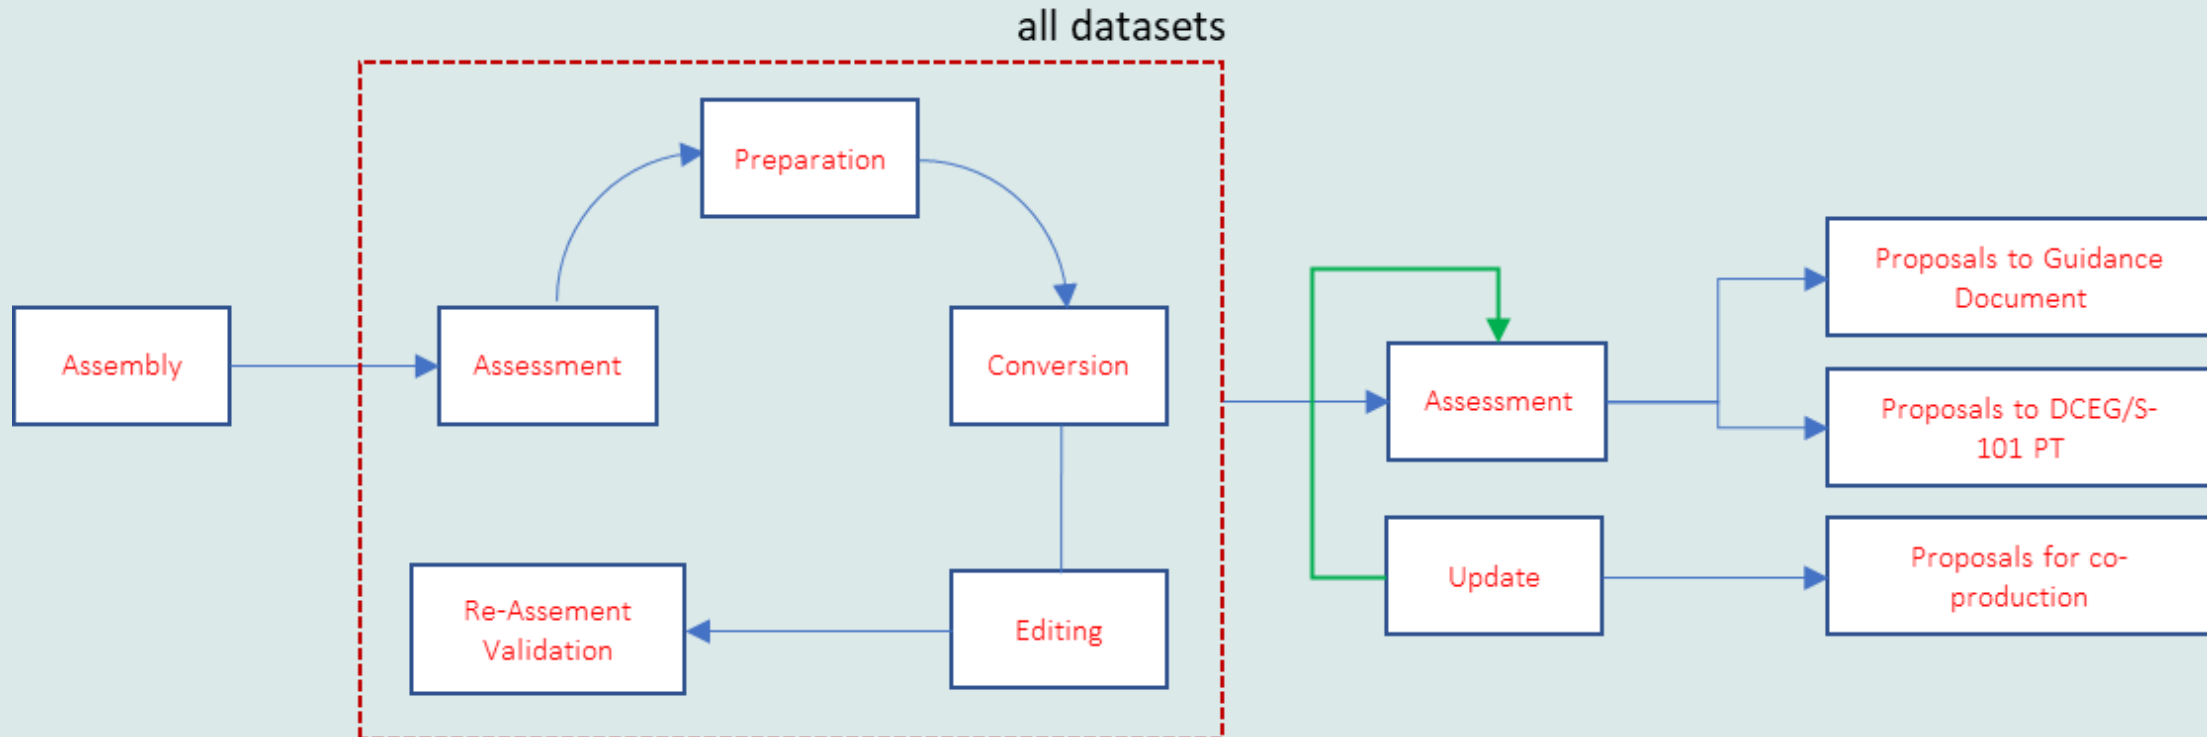 all datasets
Preparation
Assembly
Assessment
Conversion
Re-Assement
Validation
Editing
Assessment
Update
Proposals to Guidance
Document
Proposals to DCEG/S-
101 PT
Proposals for co-
production